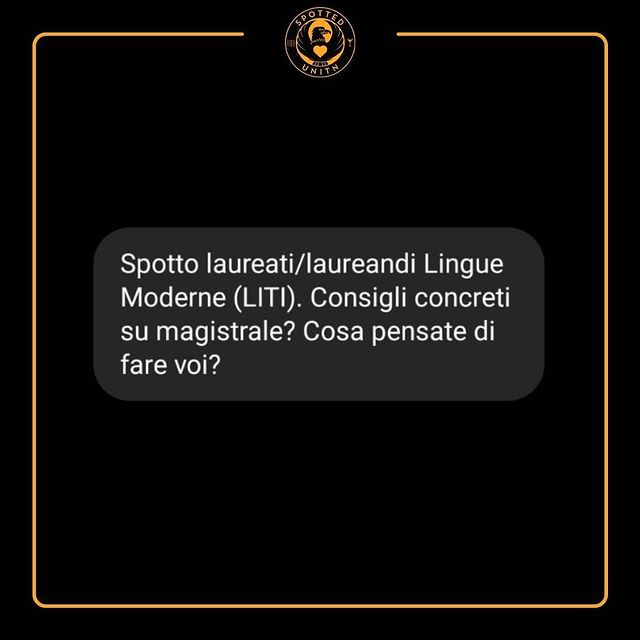 SPOTTED
UNITN
Spotto laureati/laureandi Lingue
Moderne (LITI). Consigli concreti
su magistrale? Cosa pensate di
fare voi?